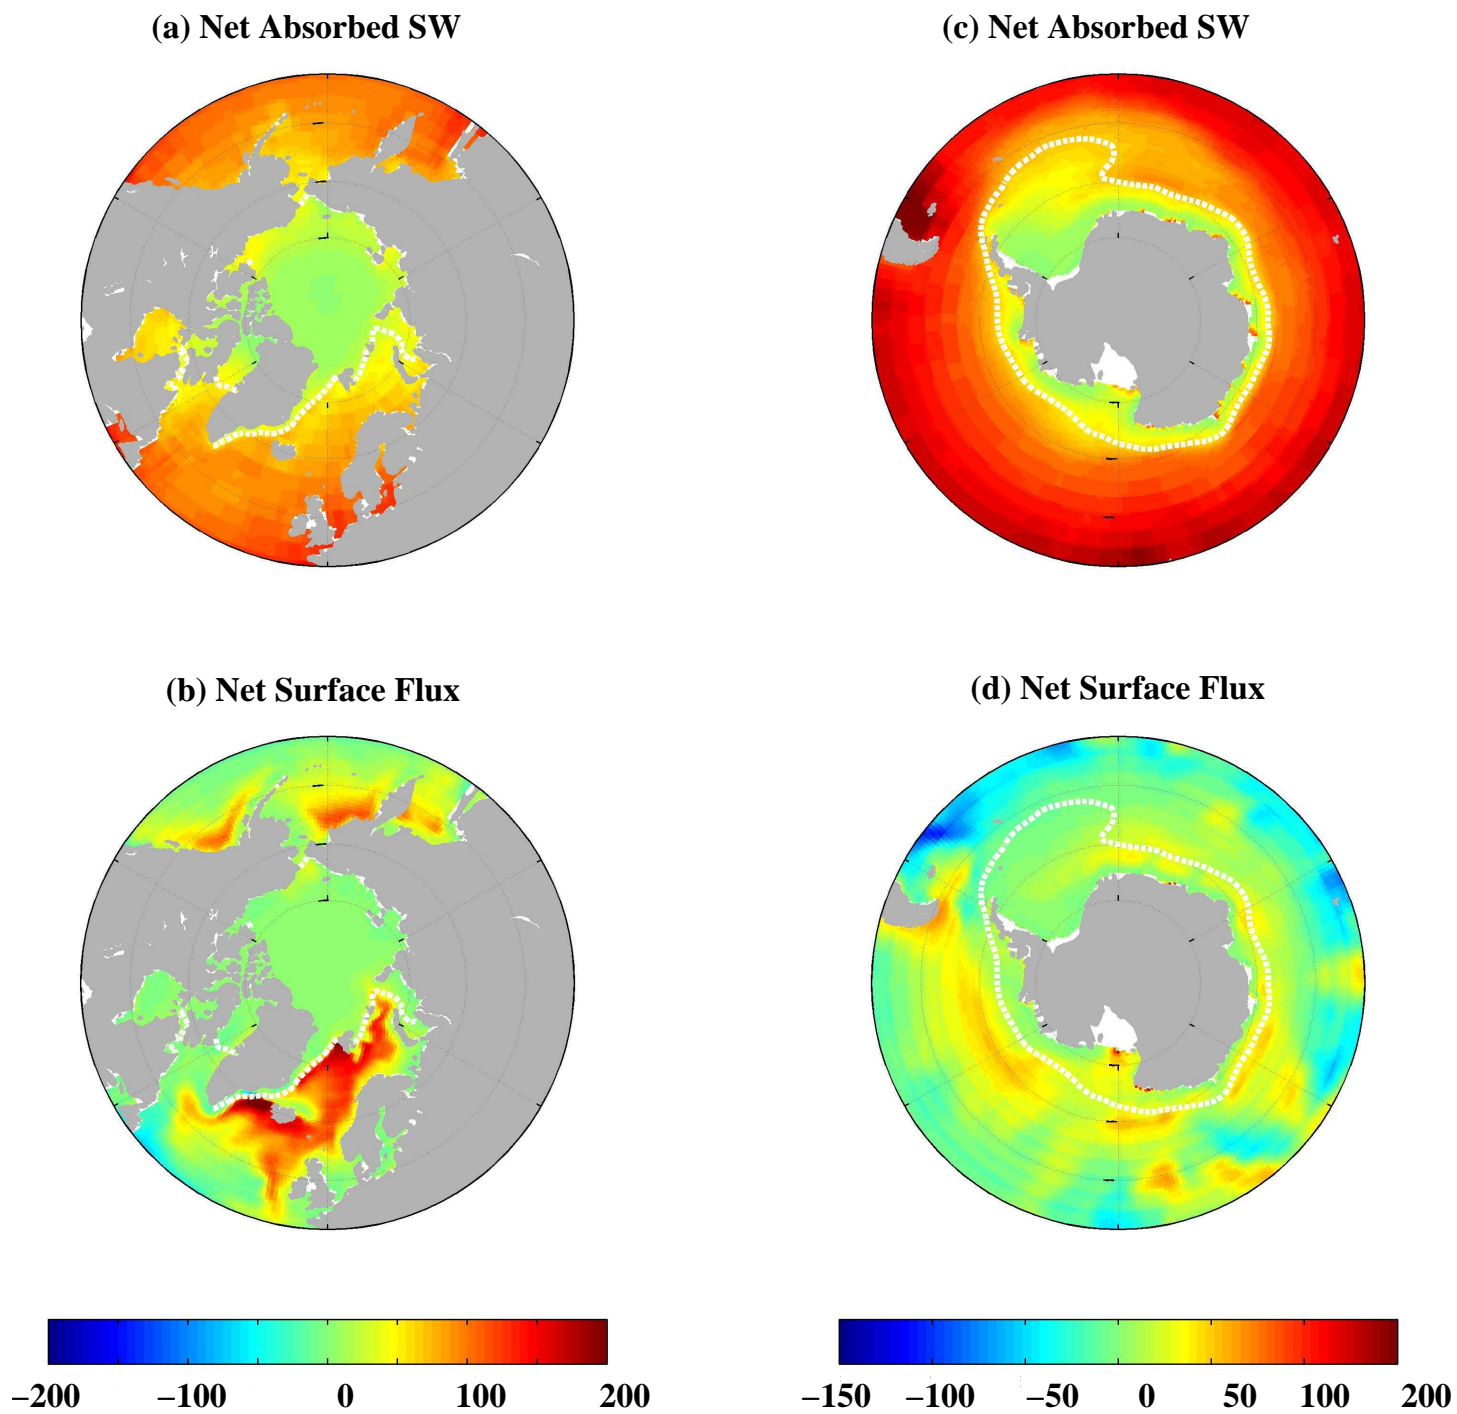 (a) Net Absorbed SW
(c) Net Absorbed SW
(b) Net Surface Flux
(d) Net Surface Flux
−200 −100 0 100 200
−150 −100 −50 0 50 100 200